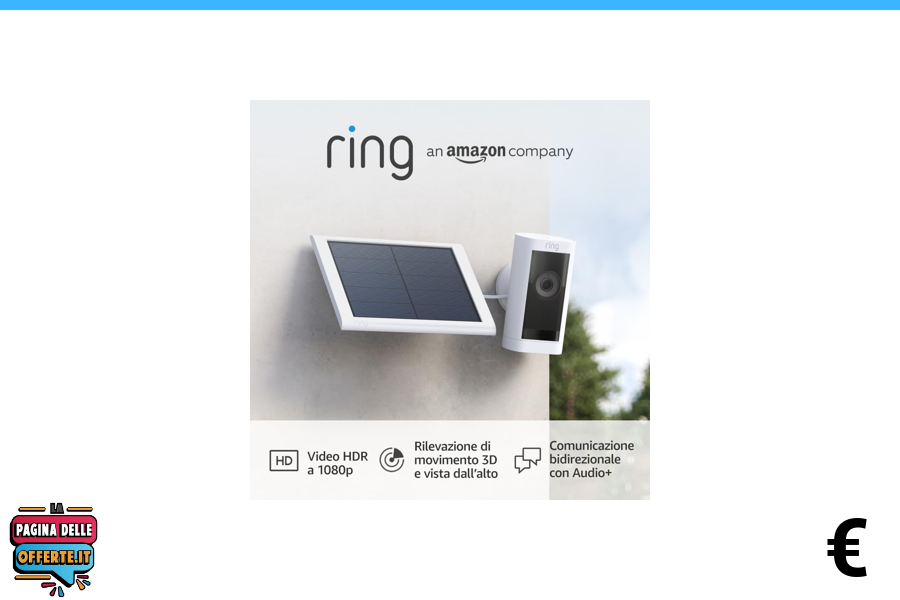 ring an amazon company
ring
HD
Video HDR
a 1080p
Rilevazione di
movimento 3D
e vista dall'alto
Comunicazione
bidirezionale
con Audio+
LA
PAGINA DELLE
OFFERTE.IT
€